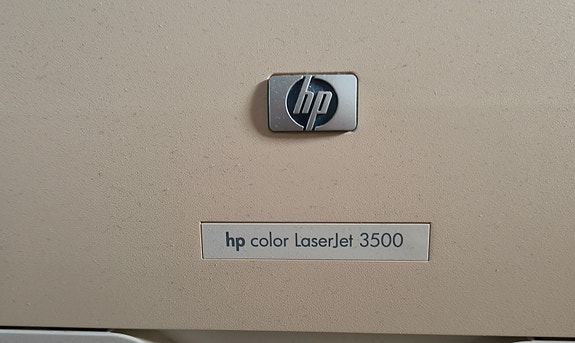 hp
hp color LaserJet 3500